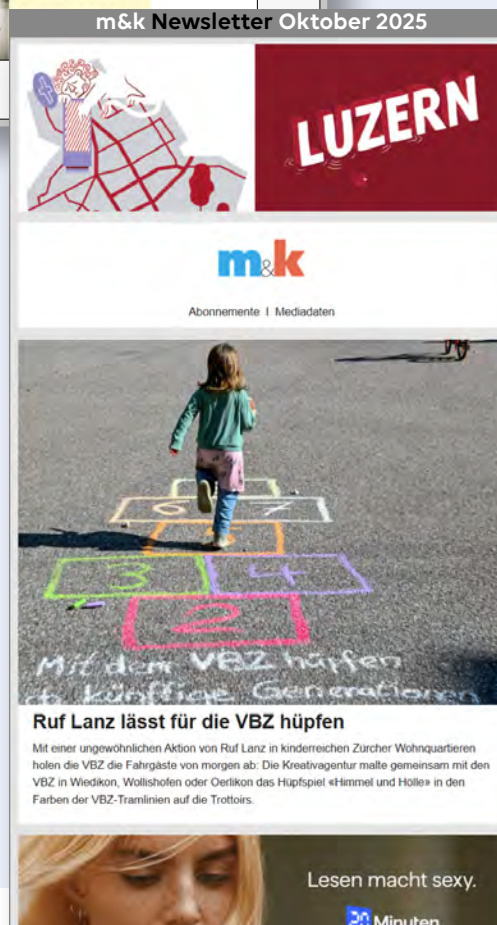 m&k Newsletter Oktober 2025
LUZERN
m&k
Abonnemente I Mediadaten
6 7
3 4
2
Mit dem VBZ hüpfen
künftige Generationen
Ruf Lanz lässt für die VBZ hüpfen
Mit einer ungewöhnlichen Aktion von Ruf Lanz in kinderreichen Zürcher Wohnquartieren
holen die VBZ die Fahrgäste von morgen ab: Die Kreativagentur malte gemeinsam mit den
VBZ in Wiedikon, Wollishofen oder Oerlikon das Hüpfspiel «Himmel und Hölle» in den
Farben der VBZ-Tramlinien auf die Trottoirs.
Lesen macht sexy.
20 Minuten